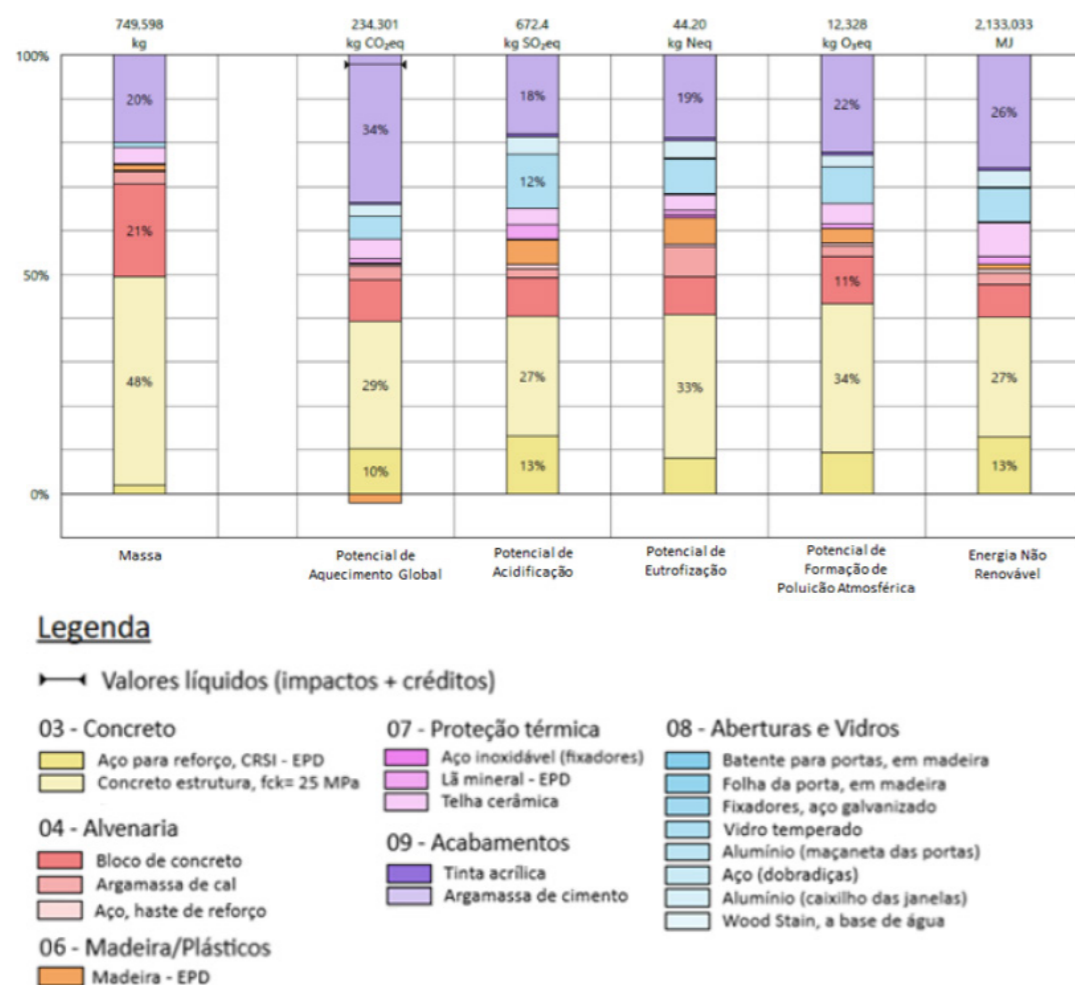 749,598 234.301 672.4 44.20 12,328 2,133,033
kg kg CO₂eq kg SO₂eq kg Neq kg O₃eq MJ
100%
50%
0%
20%
21%
48%
34%
29%
10%
18%
12%
27%
13%
19%
33%
22%
11%
34%
26%
27%
13%
Massa
Potencial de
Aquecimento Global
Potencial de
Acidificação
Potencial de
Eutrofização
Potencial de
Formação de
Poluicão Atmosférica
Energia Não
Renovável
Legenda
Valores líquidos (impactos + créditos)
03 - Concreto
Aço para reforço, CRSI - EPD
Concreto estrutura, fck= 25 MPa
04 - Alvenaria
Bloco de concreto
Argamassa de cal
Aço, haste de reforço
06 - Madeira/Plásticos
Madeira - EPD
07 - Proteção térmica
Aço inoxidável (fixadores)
Lã mineral - EPD
Telha cerâmica
09 - Acabamentos
Tinta acrílica
Argamassa de cimento
08 - Aberturas e Vidros
Batente para portas, em madeira
Folha da porta, em madeira
Fixadores, aço galvanizado
Vidro temperado
Alumínio (maçaneta das portas)
Aço (dobradiças)
Alumínio (caixilho das janelas)
Wood Stain, a base de água